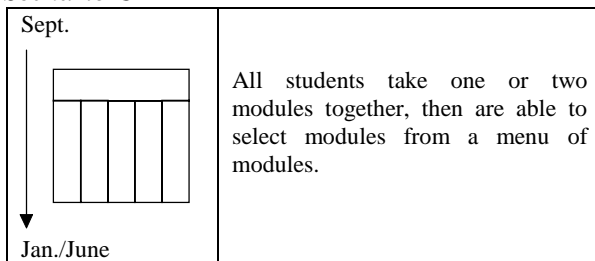 Sept.
All students take one or two
modules together, then are able to
select modules from a menu of
modules.
Jan./June